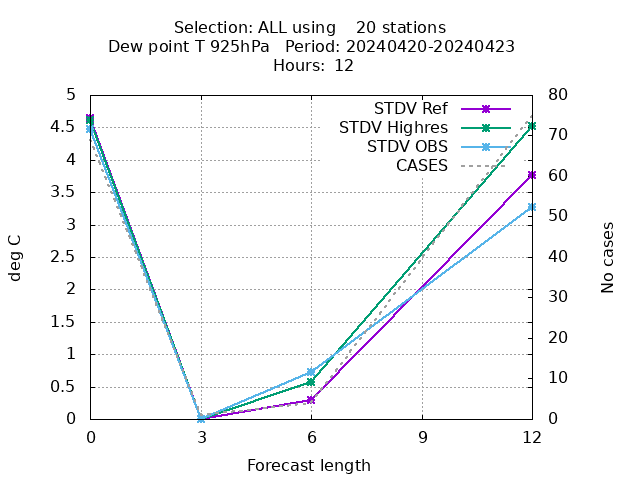 Selection: ALL using    20 stations
Dew point T 925hPa   Period: 20240420-20240423
Hours: 12
STDV Ref
STDV Highres
STDV OBS
CASES
5
4.5
4
3.5
3
2.5
2
1.5
1
0.5
0
80
70
60
50
40
30
20
10
0
deg C
No cases
0 3 6 9 12
Forecast length